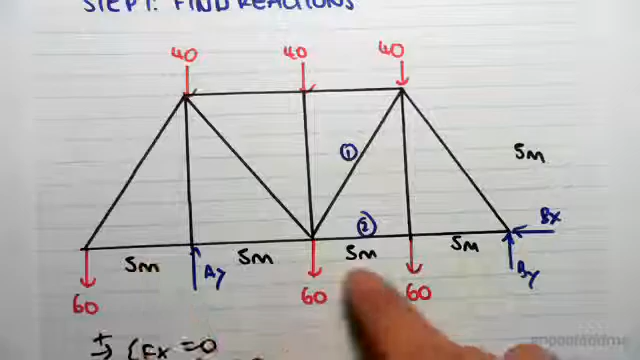 STEP 1: FIND REACTIONS
40 40 40
① 5m
② Bx
5m Ay 5m 5m 5m By
60 60 60
+→ ΣFx = 0